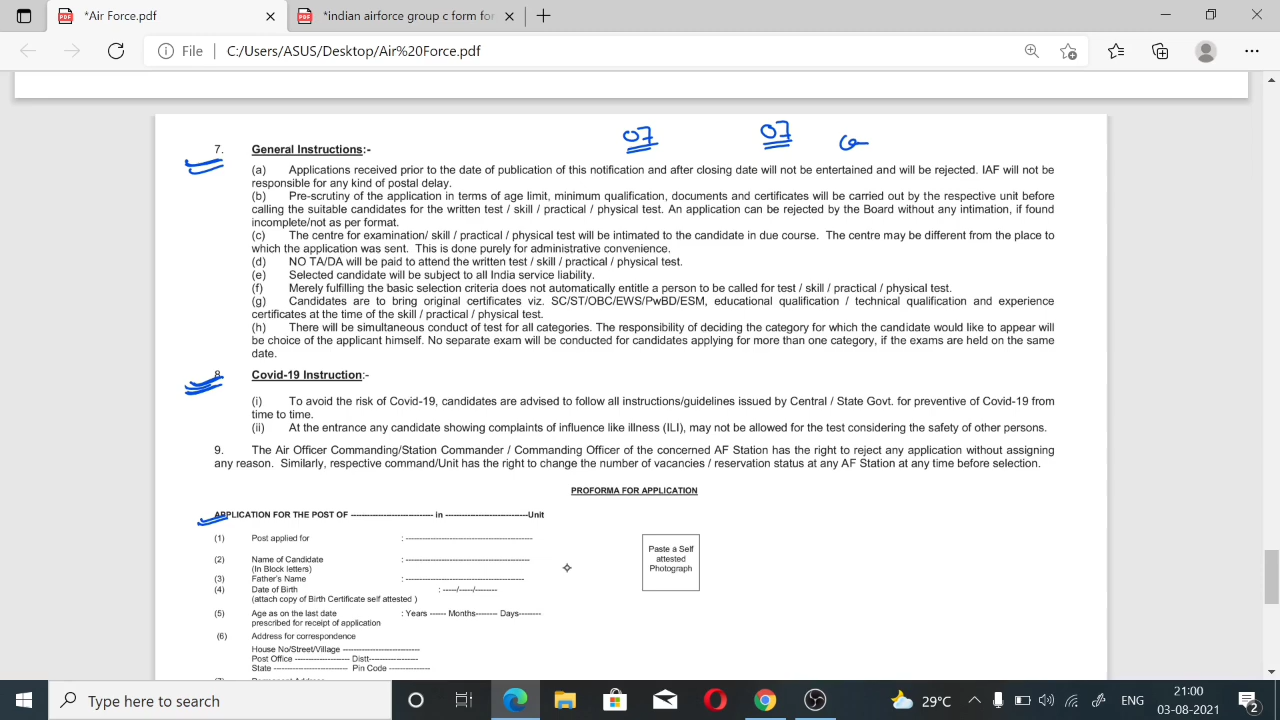 *Air Force.pdf
*Air Force.pdf
File C:/Users/ASUS/Desktop/Air%20Force.pdf
07 07
7. General Instructions:-
(a) Applications received prior to the date of publication of this notification and after closing date will not be entertained and will be rejected. IAF will not be
responsible for any kind of postal delay.
(b) Pre-scrutiny of the application in terms of age limit, minimum qualification, documents and certificates will be carried out by the respective unit before
calling the suitable candidates for the written test / skill / practical / physical test. An application can be rejected by the Board without any intimation, if found
incomplete/not as per format.
(c) The centre for examination/ skill / practical / physical test will be intimated to the candidate in due course. The centre may be different from the place to
which the application was sent. This is done purely for administrative convenience.
(d) NO TA/DA will be paid to attend the written test / skill / practical / physical test.
(e) Selected candidate will be subject to all India service liability.
(f) Merely fulfilling the basic selection criteria does not automatically entitle a person to be called for test / skill / practical / physical test.
(g) Candidates are to bring original certificates viz. SC/ST/OBC/EWS/PwBD/ESM, educational qualification / technical qualification and experience
certificates at the time of the skill / practical / physical test.
(h) There will be simultaneous conduct of test for all categories. The responsibility of deciding the category for which the candidate would like to appear will
be choice of the applicant himself. No separate exam will be conducted for candidates applying for more than one category, if the exams are held on the same
date.
8. Covid-19 Instruction:-
(i) To avoid the risk of Covid-19, candidates are advised to follow all instructions/guidelines issued by Central / State Govt. for preventive of Covid-19 from
time to time.
(ii) At the entrance any candidate showing complaints of influence like illness (ILI), may not be allowed for the test considering the safety of other persons.
9. The Air Officer Commanding/Station Commander / Commanding Officer of the concerned AF Station has the right to reject any application without assigning
any reason. Similarly, respective command/Unit has the right to change the number of vacancies / reservation status at any AF Station at any time before selection.
PROFORMA FOR APPLICATION
APPLICATION FOR THE POST OF --------------------------- in ---------------------------Unit
(1) Post applied for : ------------------------------------------
(2) Name of Candidate : -----------------------------------------
(In Block letters)
(3) Father's Name : ---------------------------------------
(4) Date of Birth : -----/-----/--------
(attach copy of Birth Certificate self attested )
Paste a Self
attested
Photograph
(5) Age as on the last date : Years ------ Months-------- Days--------
prescribed for receipt of application
(6) Address for correspondence
House No/Street/Village -------------------------
Post Office ------------------ Distt----------------
State ------------------------ Pin Code -------------
Type here to search
29°C
ENG
21:00
03-08-2021
2